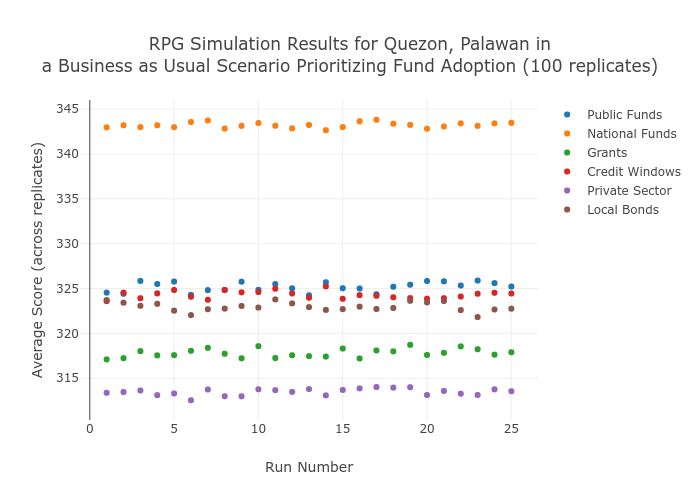 RPG Simulation Results for Quezon, Palawan in
a Business as Usual Scenario Prioritizing Fund Adoption (100 replicates)
Average Score (across replicates)
345
340
335
330
325
320
315
0
5
10
15
20
25
Run Number
Public Funds
National Funds
Grants
Credit Windows
Private Sector
Local Bonds